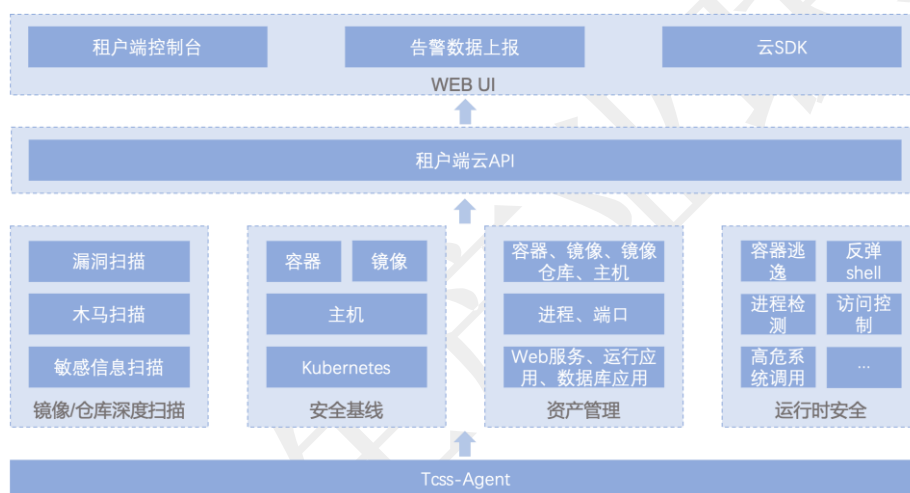 租户端控制台
告警数据上报
云SDK
WEB UI
租户端云API
漏洞扫描
木马扫描
敏感信息扫描
镜像/仓库深度扫描
容器
镜像
主机
Kubernetes
安全基线
容器、镜像、镜像
仓库、主机
进程、端口
Web服务、运行应
用、数据库应用
资产管理
容器逃
逸
反弹
shell
进程检
测
访问控
制
高危系
统调用
...
运行时安全
Tcss-Agent